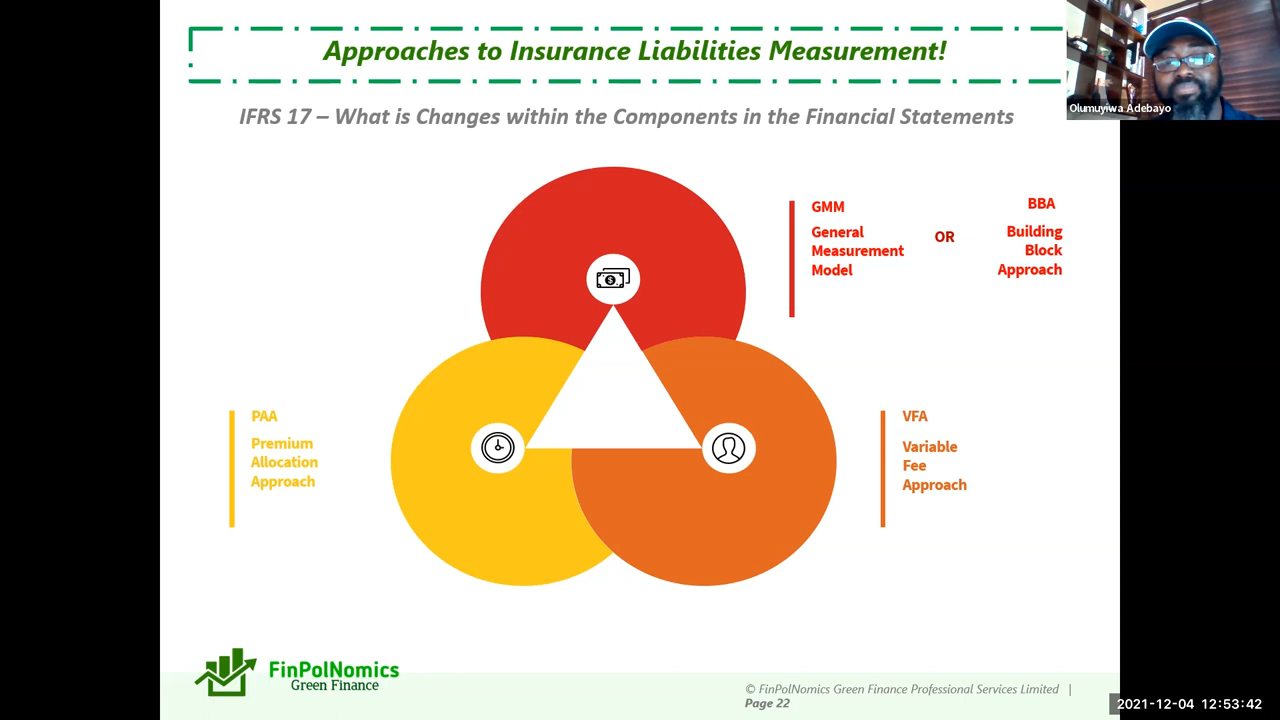 Approaches to Insurance Liabilities Measurement!
Olumuyiwa Adebayo
IFRS 17 – What is Changes within the Components in the Financial Statements
GMM
General
Measurement
Model
OR
BBA
Building
Block
Approach
PAA
Premium
Allocation
Approach
VFA
Variable
Fee
Approach
$
FinPolNomics
Green Finance
© FinPolNomics Green Finance Professional Services Limited |
Page 22
2021-12-04 12:53:42